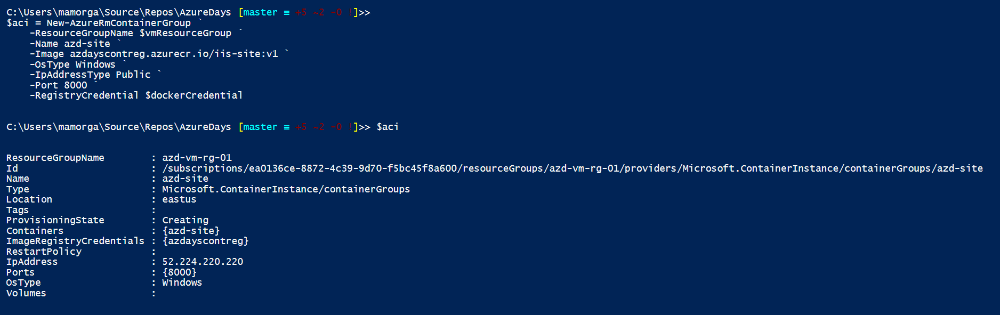 C:\Users\mamorga\Source\Repos\AzureDays [master ≡ +5 ~2 -0 !]>>
$aci = New-AzureRmContainerGroup `
    -ResourceGroupName $vmResourceGroup `
    -Name azd-site `
    -Image azdayscontreg.azurecr.io/iis-site:v1 `
    -OsType Windows `
    -IpAddressType Public `
    -Port 8000 `
    -RegistryCredential $dockerCredential
C:\Users\mamorga\Source\Repos\AzureDays [master ≡ +5 ~2 -0 !]>> $aci
ResourceGroupName        : azd-vm-rg-01
Id                       : /subscriptions/ea0136ce-8872-4c39-9d70-f5bc45f8a600/resourceGroups/azd-vm-rg-01/providers/Microsoft.ContainerInstance/containerGroups/azd-site
Name                     : azd-site
Type                     : Microsoft.ContainerInstance/containerGroups
Location                 : eastus
Tags                     :
ProvisioningState        : Creating
Containers               : {azd-site}
ImageRegistryCredentials : {azdayscontreg}
RestartPolicy            :
IpAddress                : 52.224.220.220
Ports                    : {8000}
OsType                   : Windows
Volumes                  :